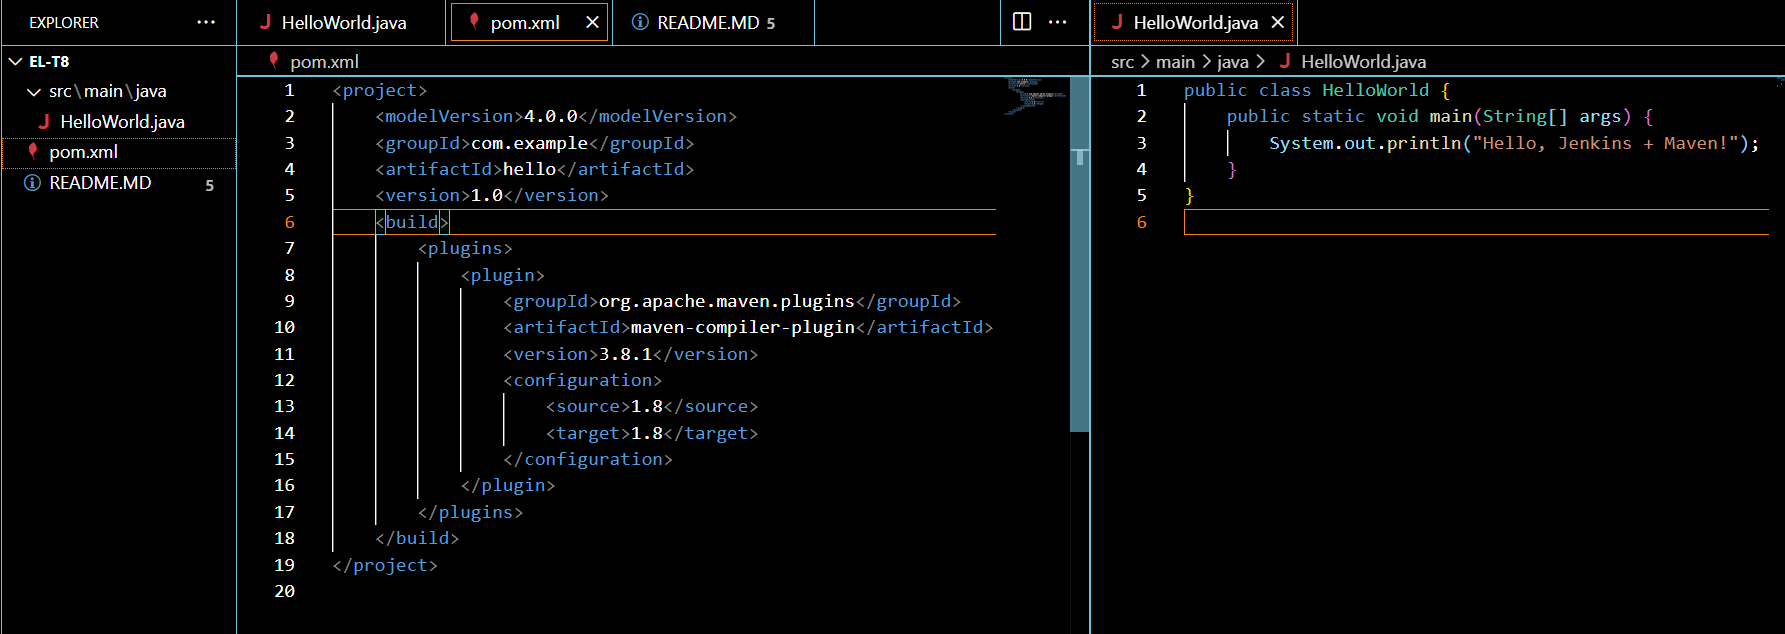 EXPLORER ···
EL-T8
src\main\java
HelloWorld.java
pom.xml
README.MD 5
HelloWorld.java pom.xml README.MD 5 ···
pom.xml
1 <project>
2 <modelVersion>4.0.0</modelVersion>
3 <groupId>com.example</groupId>
4 <artifactId>hello</artifactId>
5 <version>1.0</version>
6 <build>
7 <plugins>
8 <plugin>
9 <groupId>org.apache.maven.plugins</groupId>
10 <artifactId>maven-compiler-plugin</artifactId>
11 <version>3.8.1</version>
12 <configuration>
13 <source>1.8</source>
14 <target>1.8</target>
15 </configuration>
16 </plugin>
17 </plugins>
18 </build>
19 </project>
20
HelloWorld.java
src > main > java > HelloWorld.java
1 public class HelloWorld {
2 public static void main(String[] args) {
3 System.out.println("Hello, Jenkins + Maven!");
4 }
5 }
6